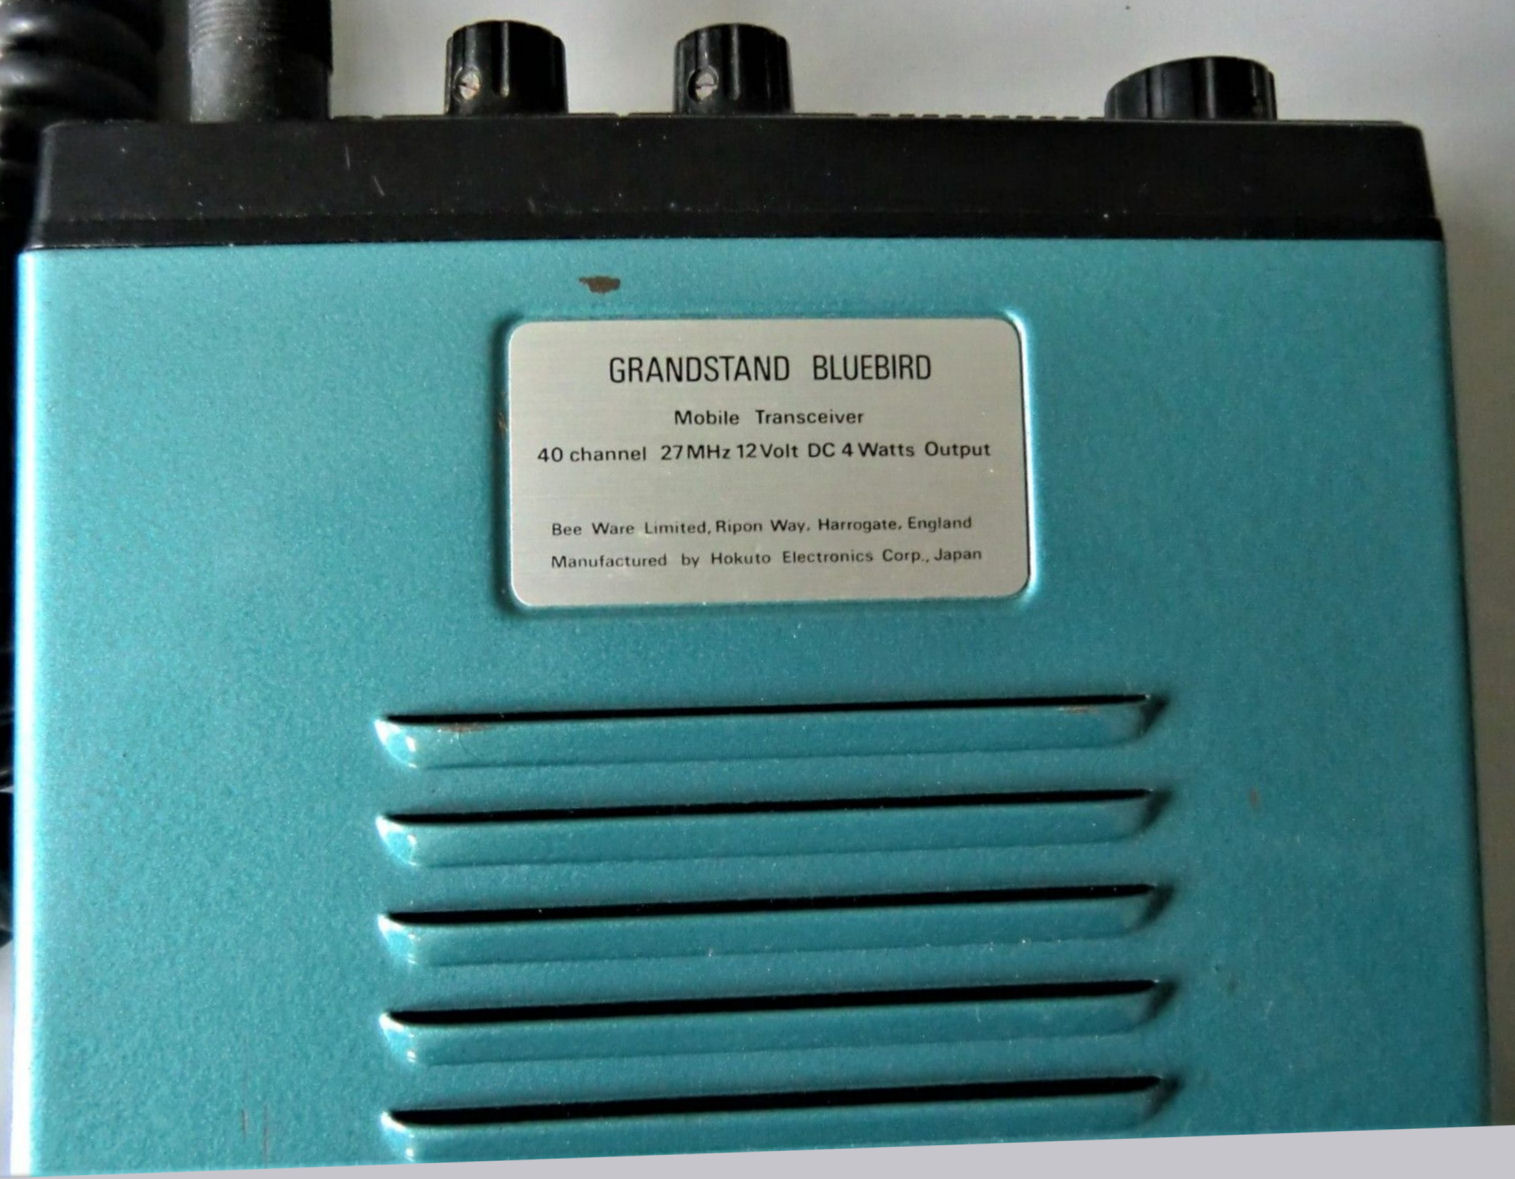 GRANDSTAND BLUEBIRD
Mobile Transceiver
40 channel 27MHz 12Volt DC 4 Watts Output
Bee Ware Limited, Ripon Way, Harrogate, England
Manufactured by Hokuto Electronics Corp., Japan